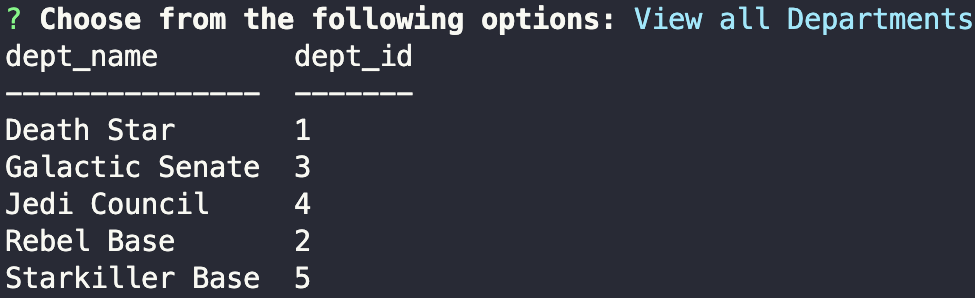 ? Choose from the following options: View all Departments
dept_name        dept_id
---------------  -------
Death Star       1
Galactic Senate  3
Jedi Council     4
Rebel Base       2
Starkiller Base  5